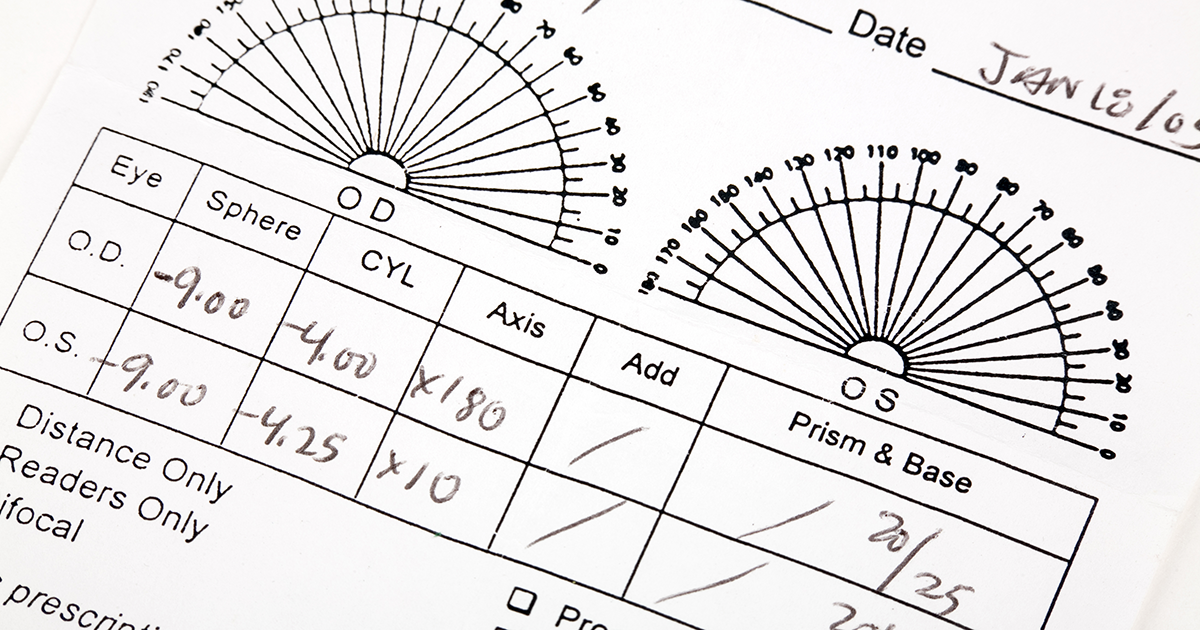 Date JAN 18/05
180 170 160 150 80 70 60 50 40 30 20 10 0
O D
180 170 160 150 140 130 120 110 100 90 80 70 60 50 40 30 20 10 0
O S
Eye Sphere CYL Axis Add Prism & Base
O.D. -9.00 -4.00 X180 / / 20/25
O.S. -9.00 -4.25 X10 / /
Distance Only
Readers Only
ifocal
prescripti
Pro